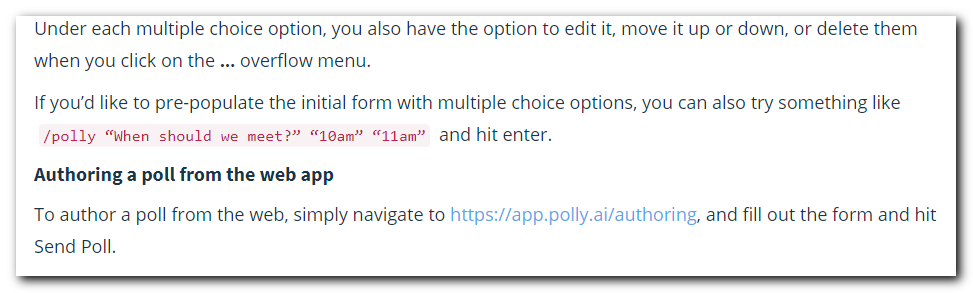 Under each multiple choice option, you also have the option to edit it, move it up or down, or delete them
when you click on the ... overflow menu.
If you’d like to pre-populate the initial form with multiple choice options, you can also try something like
/polly “When should we meet?” “10am” “11am” and hit enter.
Authoring a poll from the web app
To author a poll from the web, simply navigate to https://app.polly.ai/authoring, and fill out the form and hit
Send Poll.